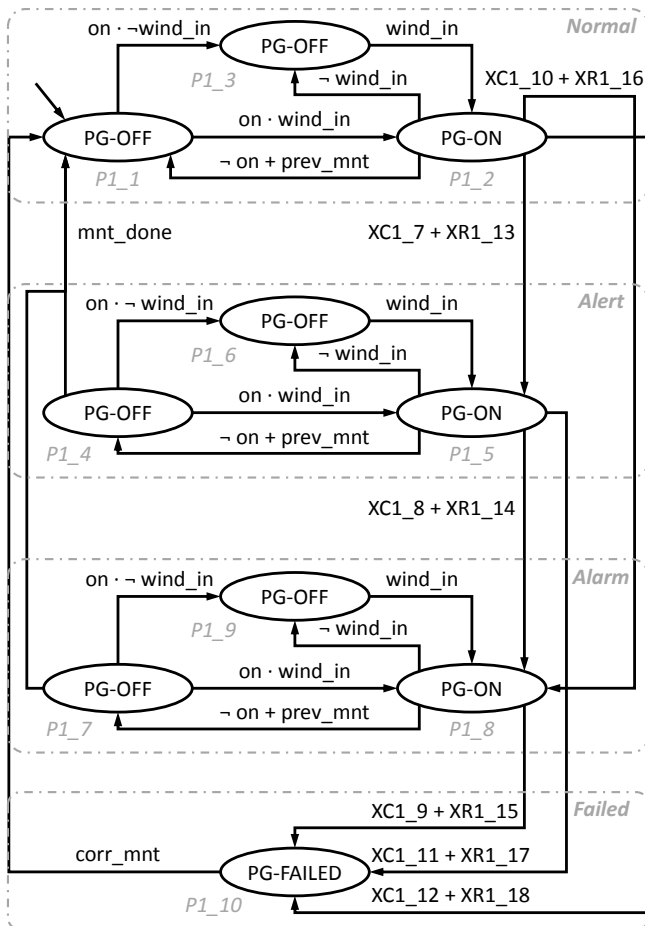 Normal
on · ¬wind_in
PG-OFF
wind_in
P1_3
¬ wind_in
XC1_10 + XR1_16
PG-OFF
on · wind_in
PG-ON
¬ on + prev_mnt
P1_1
P1_2
mnt_done
XC1_7 + XR1_13
Alert
on · ¬ wind_in
PG-OFF
wind_in
P1_6
¬ wind_in
PG-OFF
on · wind_in
PG-ON
¬ on + prev_mnt
P1_4
P1_5
XC1_8 + XR1_14
Alarm
on · ¬ wind_in
PG-OFF
wind_in
P1_9
¬ wind_in
PG-OFF
on · wind_in
PG-ON
¬ on + prev_mnt
P1_7
P1_8
XC1_9 + XR1_15
Failed
corr_mnt
PG-FAILED
XC1_11 + XR1_17
P1_10
XC1_12 + XR1_18